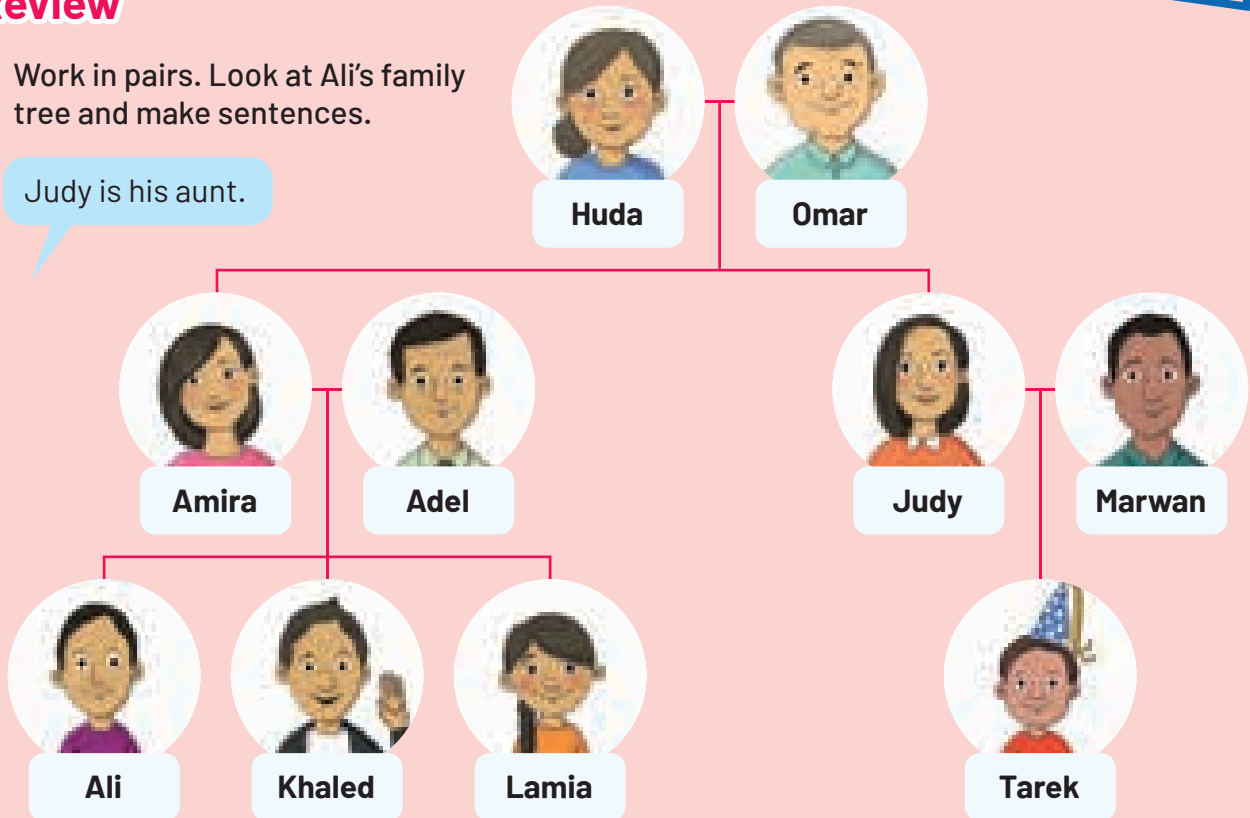 Review
Work in pairs. Look at Ali's family
tree and make sentences.
Judy is his aunt.
Huda
Omar
Amira
Adel
Judy
Marwan
Ali
Khaled
Lamia
Tarek